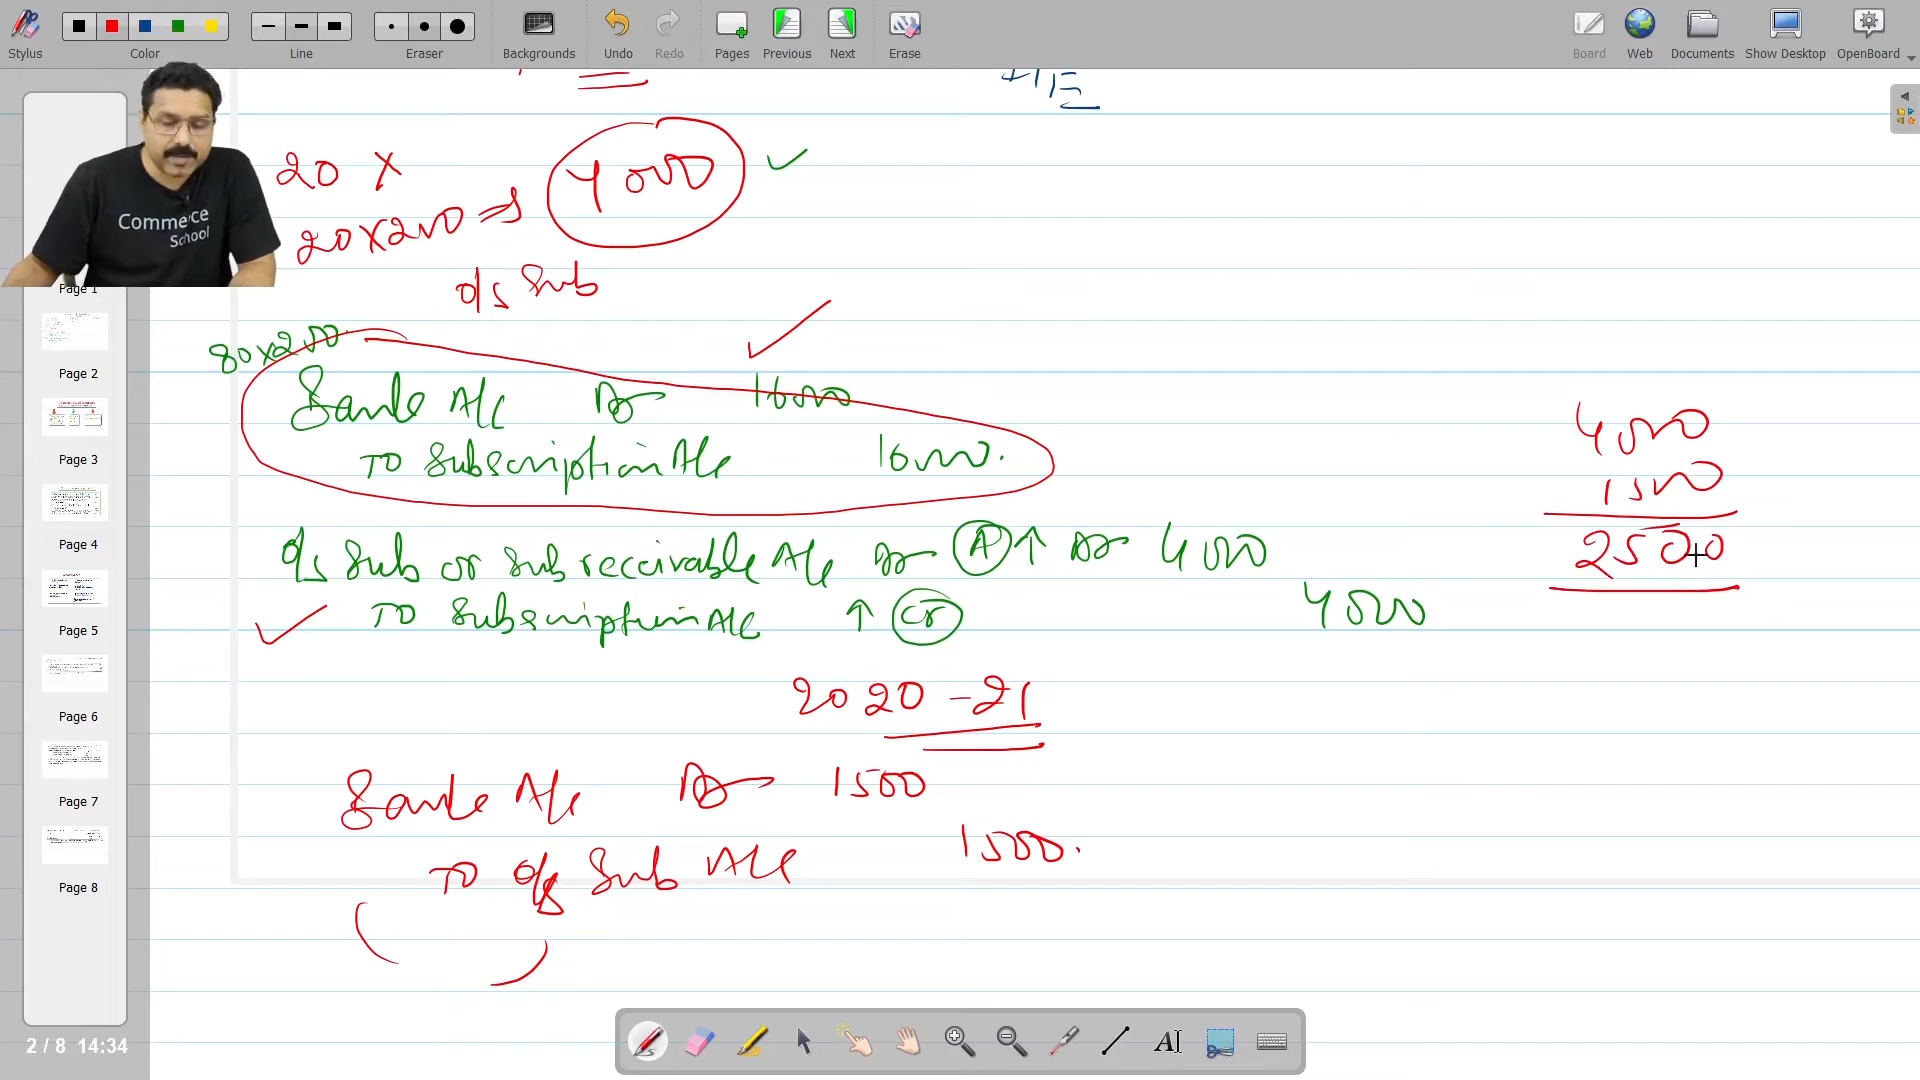 Stylus
Color
Line
Eraser
Backgrounds
Undo
Redo
Pages
Previous
Next
Erase
Board
Web
Documents
Show Desktop
OpenBoard
Commerce
School
Page 1
Page 2
Page 3
Page 4
Page 5
Page 6
Page 7
Page 8
2 / 8 14:34
20 x
20x200 ⇒ 4000 ✓
o/s Sub
80x200
Bank A/c Dr 16000
To Subscription A/c 16000.
o/s Sub or Sub receivable A/c Dr (A)↑ Dr 4000
To Subscription A/c ↑ Cr 4000
4000
1500
2500
2020-21
Bank A/c Dr 1500
To o/s Sub A/c 1500.
( )